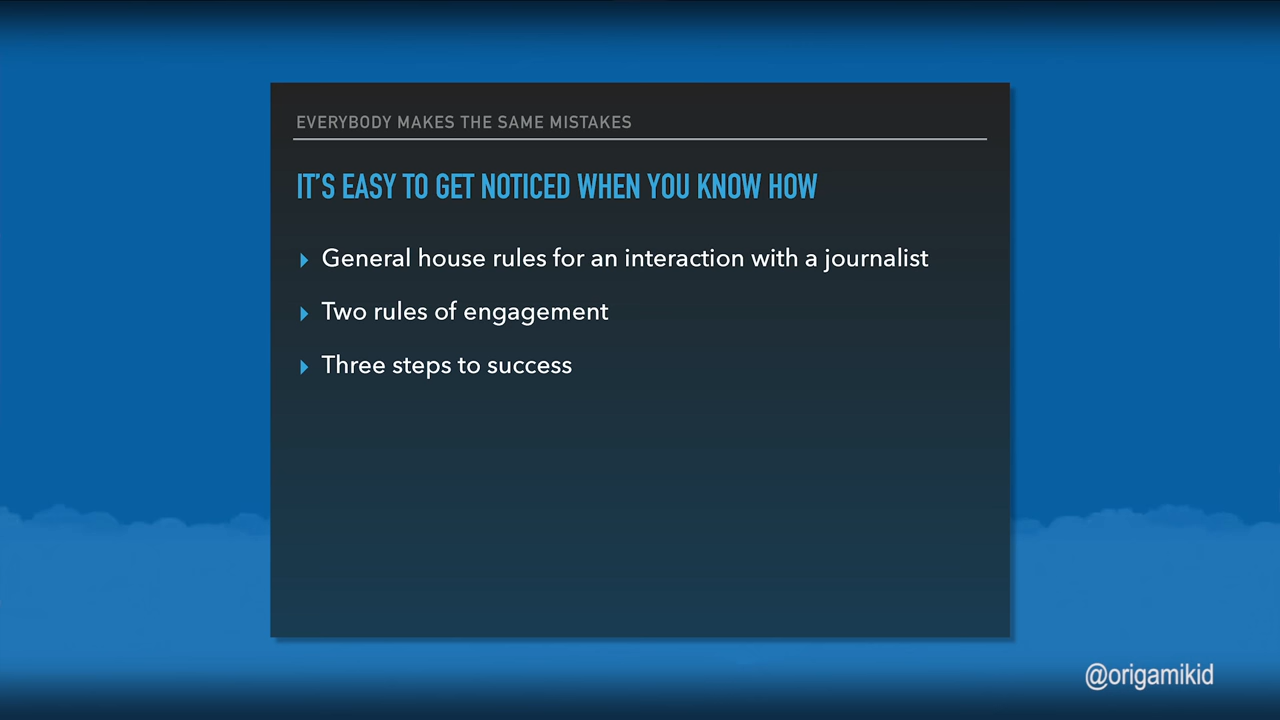 EVERYBODY MAKES THE SAME MISTAKES
IT'S EASY TO GET NOTICED WHEN YOU KNOW HOW
General house rules for an interaction with a journalist
Two rules of engagement
Three steps to success
@origamikid